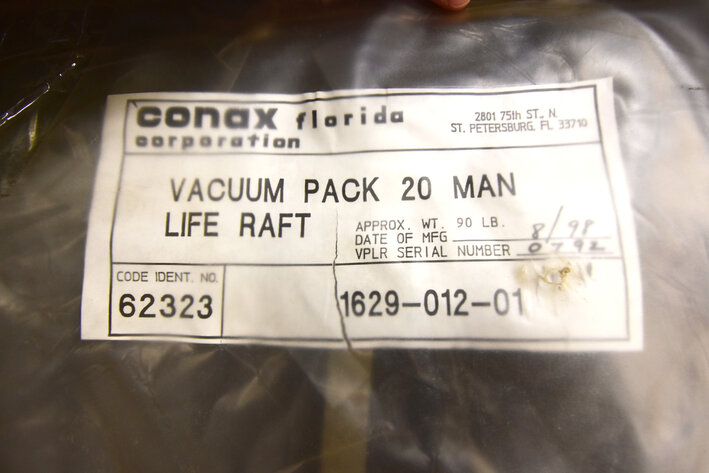 conax florida
corporation
2801 75th ST., N.
ST. PETERSBURG, FL 33710
VACUUM PACK 20 MAN
LIFE RAFT
APPROX. WT. 90 LB.
DATE OF MFG 8/98
VPLR SERIAL NUMBER 0792
CODE IDENT. NO.
62323
1629-012-01